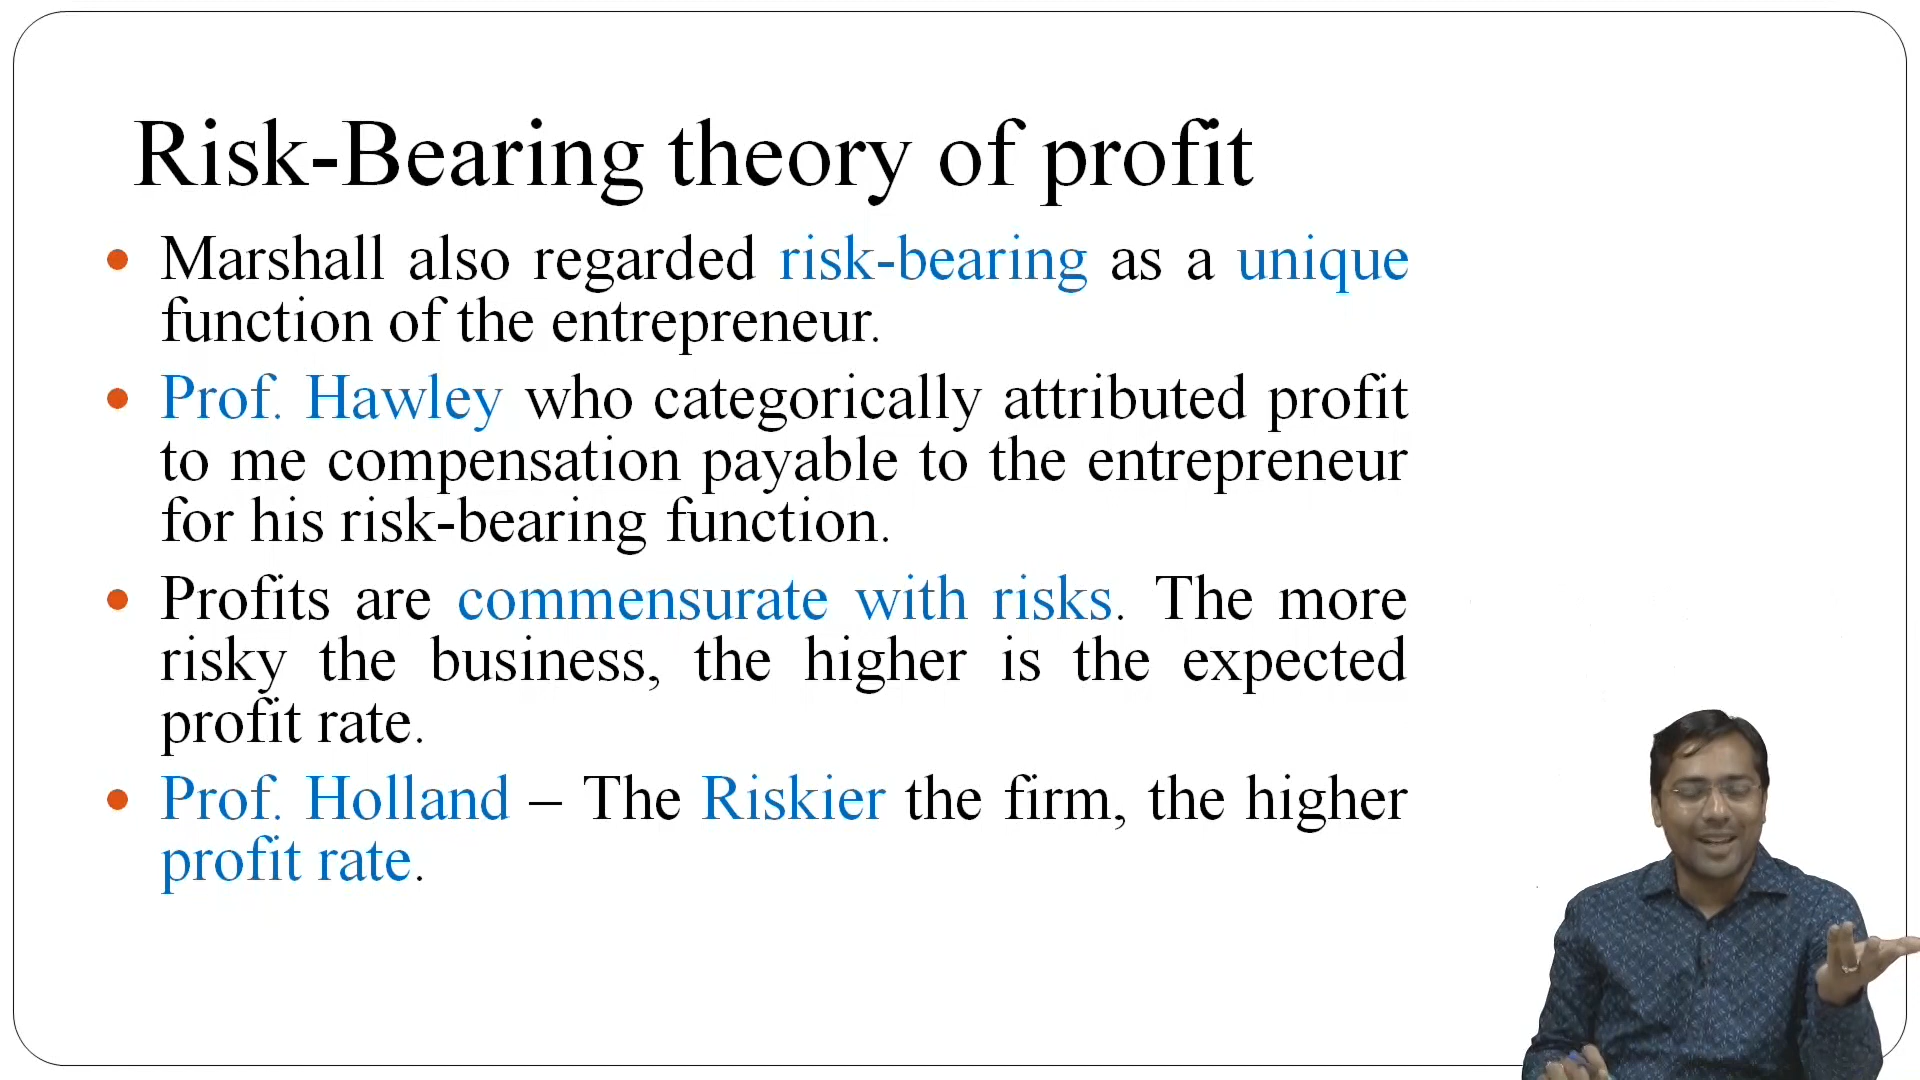 Risk-Bearing theory of profit
Marshall also regarded risk-bearing as a unique
function of the entrepreneur.
Prof. Hawley who categorically attributed profit
to me compensation payable to the entrepreneur
for his risk-bearing function.
Profits are commensurate with risks. The more
risky the business, the higher is the expected
profit rate.
Prof. Holland – The Riskier the firm, the higher
profit rate.